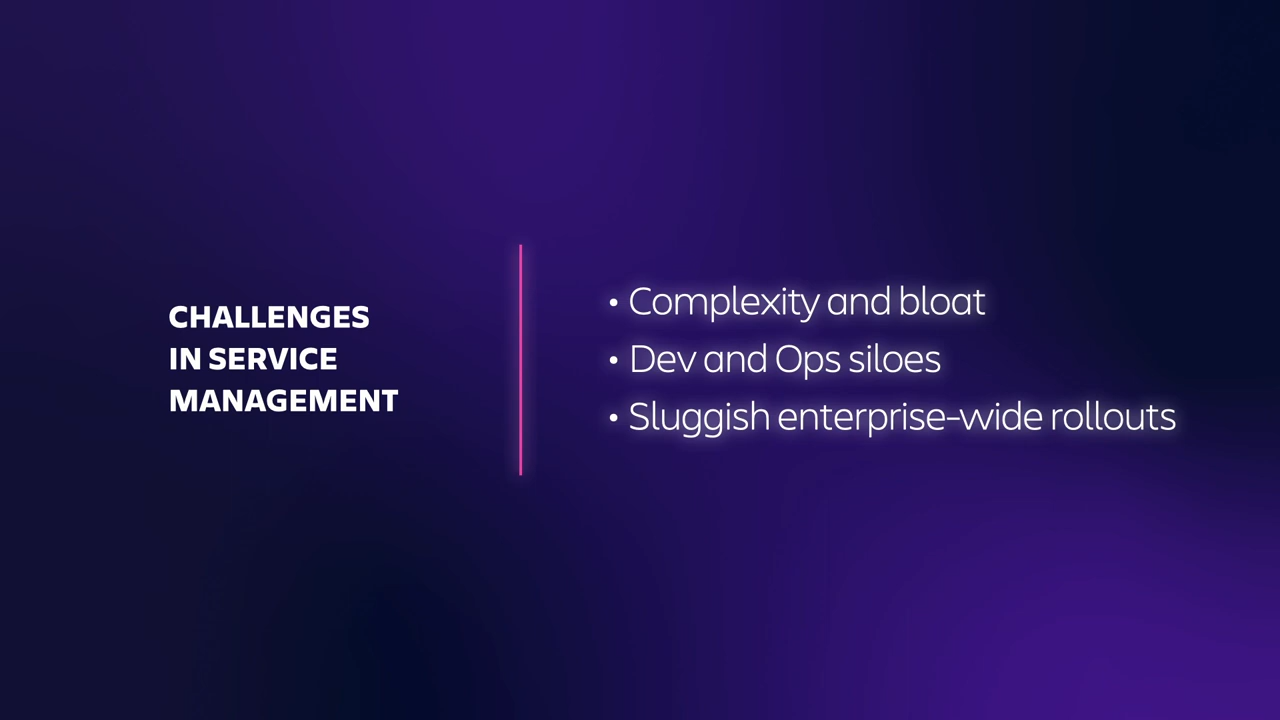 CHALLENGES
IN SERVICE
MANAGEMENT
• Complexity and bloat
• Dev and Ops siloes
• Sluggish enterprise-wide rollouts